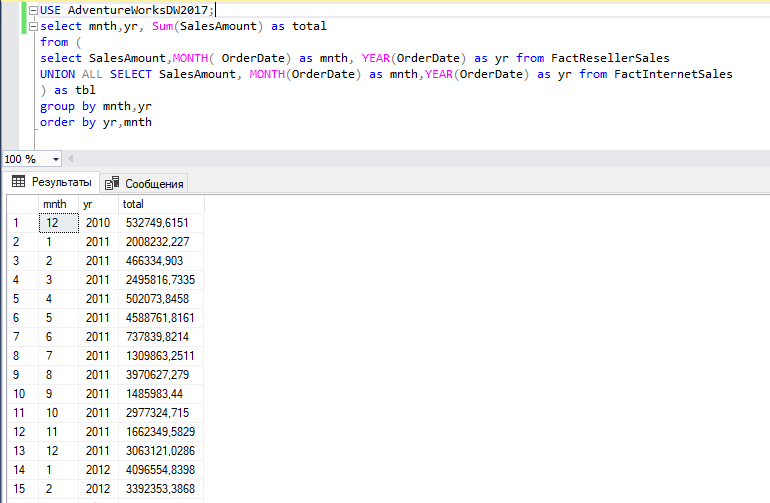 USE AdventureWorksDW2017;
select mnth,yr, Sum(SalesAmount) as total
from (
select SalesAmount,MONTH( OrderDate) as mnth, YEAR(OrderDate) as yr from FactResellerSales
UNION ALL SELECT SalesAmount, MONTH(OrderDate) as mnth,YEAR(OrderDate) as yr from FactInternetSales
) as tbl
group by mnth,yr
order by yr,mnth
100 %
Результаты Сообщения
mnth yr total
1 12 2010 532749,6151
2 1 2011 2008232,227
3 2 2011 466334,903
4 3 2011 2495816,7335
5 4 2011 502073,8458
6 5 2011 4588761,8161
7 6 2011 737839,8214
8 7 2011 1309863,2511
9 8 2011 3970627,279
10 9 2011 1485983,44
11 10 2011 2977324,715
12 11 2011 1662349,5829
13 12 2011 3063121,0286
14 1 2012 4096554,8398
15 2 2012 3392353,3868